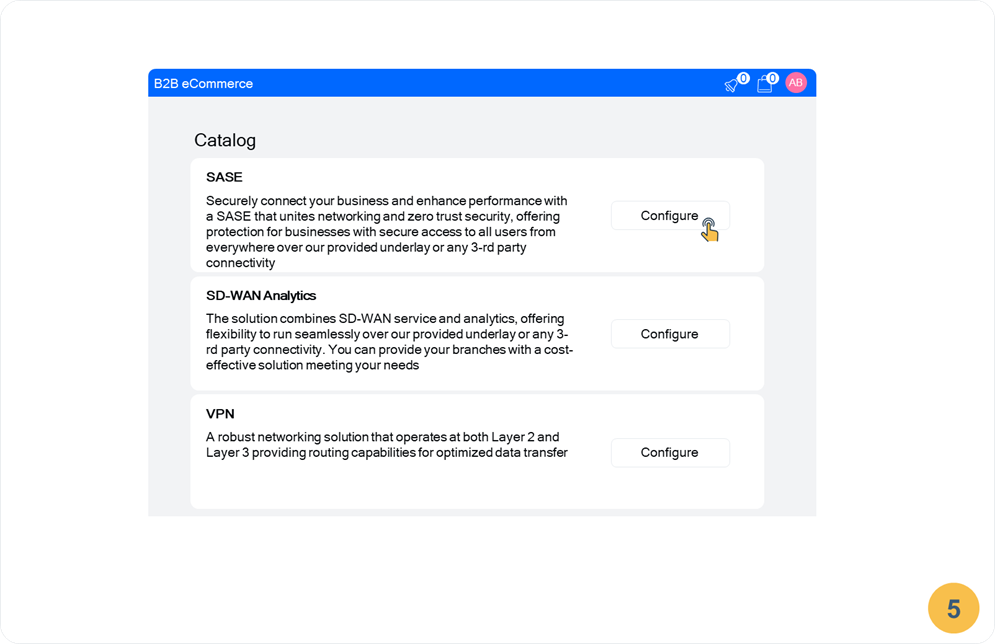 B2B eCommerce
0
0
AB
Catalog
SASE
Securely connect your business and enhance performance with
a SASE that unites networking and zero trust security, offering
protection for businesses with secure access to all users from
everywhere over our provided underlay or any 3-rd party
connectivity
Configure
SD-WAN Analytics
The solution combines SD-WAN service and analytics, offering
flexibility to run seamlessly over our provided underlay or any 3-
rd party connectivity. You can provide your branches with a cost-
effective solution meeting your needs
Configure
VPN
A robust networking solution that operates at both Layer 2 and
Layer 3 providing routing capabilities for optimized data transfer
Configure
5